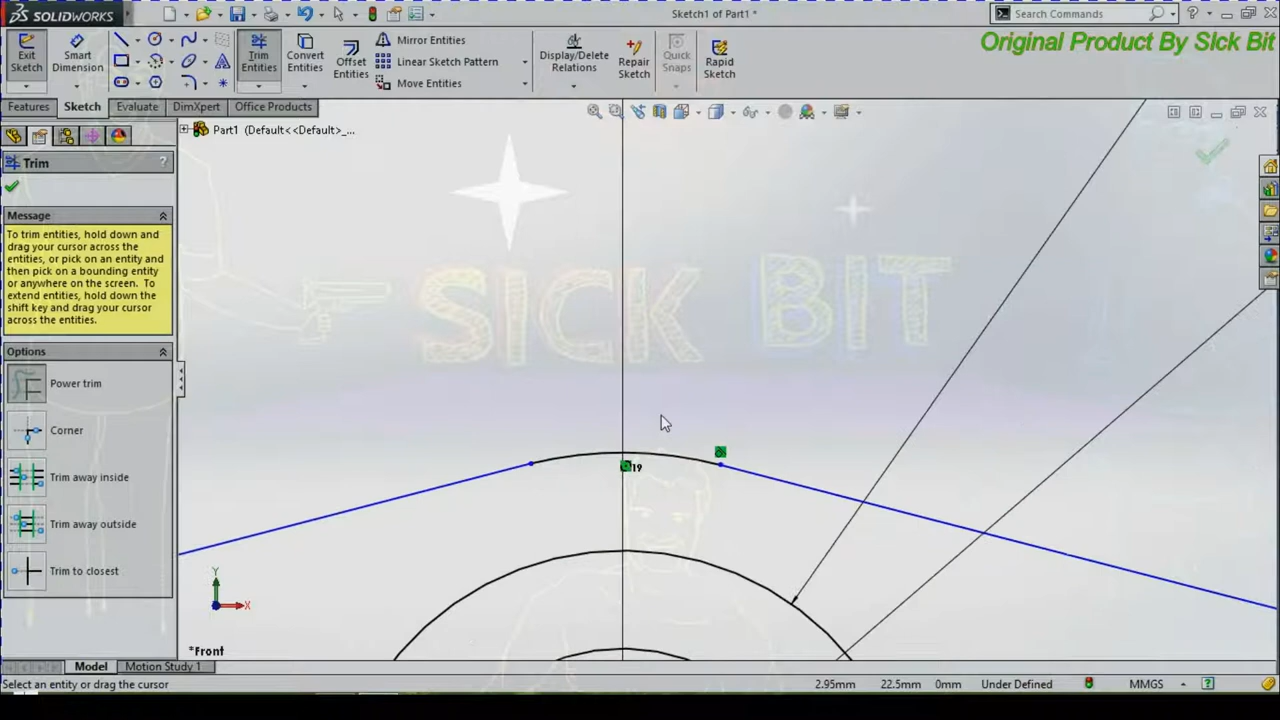 SOLIDWORKS
Sketch1 of Part1 *
Search Commands
Original Product By Sick Bit
Exit Sketch
Smart Dimension
Trim Entities
Convert Entities
Offset Entities
Mirror Entities
Linear Sketch Pattern
Move Entities
Display/Delete Relations
Repair Sketch
Quick Snaps
Rapid Sketch
Features
Sketch
Evaluate
DimXpert
Office Products
Part1 (Default<<Default>_...
Trim
?
Message
To trim entities, hold down and
drag your cursor across the
entities, or pick on an entity and
then pick on a bounding entity
or anywhere on the screen. To
extend entities, hold down the
shift key and drag your cursor
across the entities.
Options
Power trim
Corner
Trim away inside
Trim away outside
Trim to closest
SICK BIT
19
Y
X
*Front
Model
Motion Study 1
Select an entity or drag the cursor
2.95mm
22.5mm
0mm
Under Defined
MMGS
?